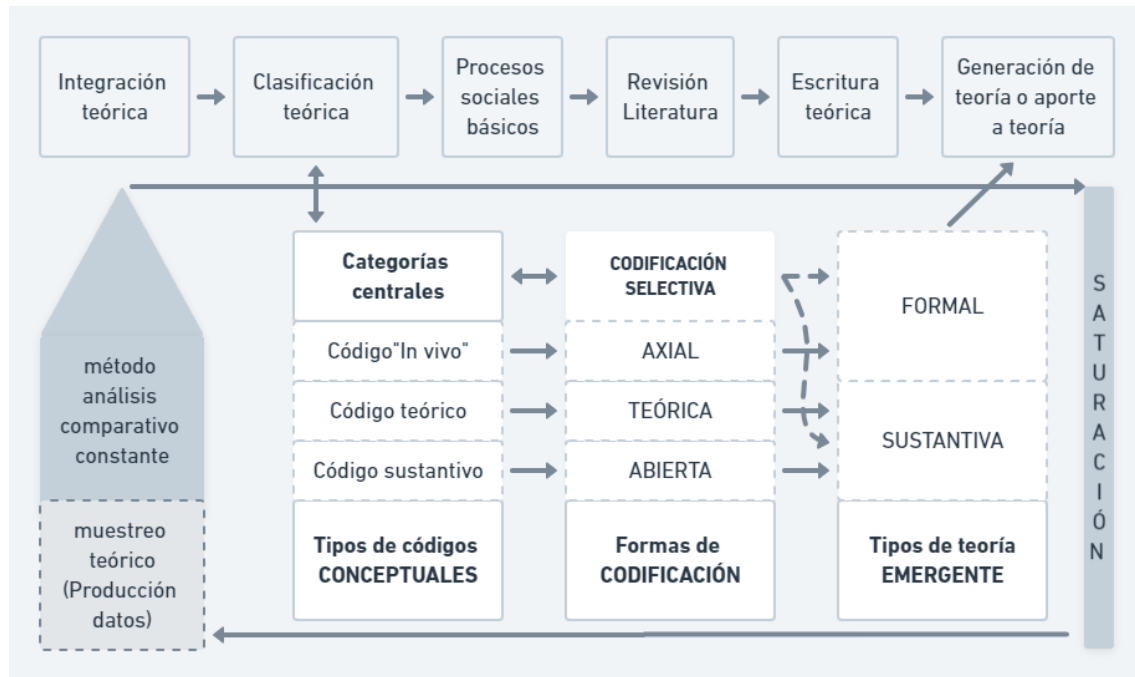 Integración
teórica
Clasificación
teórica
Procesos
sociales
básicos
Revisión
Literatura
Escritura
teórica
Generación de
teoría o aporte
a teoría
método
análisis
comparativo
constante
muestreo
teórico
(Producción
datos)
Categorías
centrales
Código"In vivo"
Código teórico
Código sustantivo
Tipos de códigos
CONCEPTUALES
CODIFICACIÓN
SELECTIVA
AXIAL
TEÓRICA
ABIERTA
Formas de
CODIFICACIÓN
FORMAL
SUSTANTIVA
Tipos de teoría
EMERGENTE
SATURACIÓN